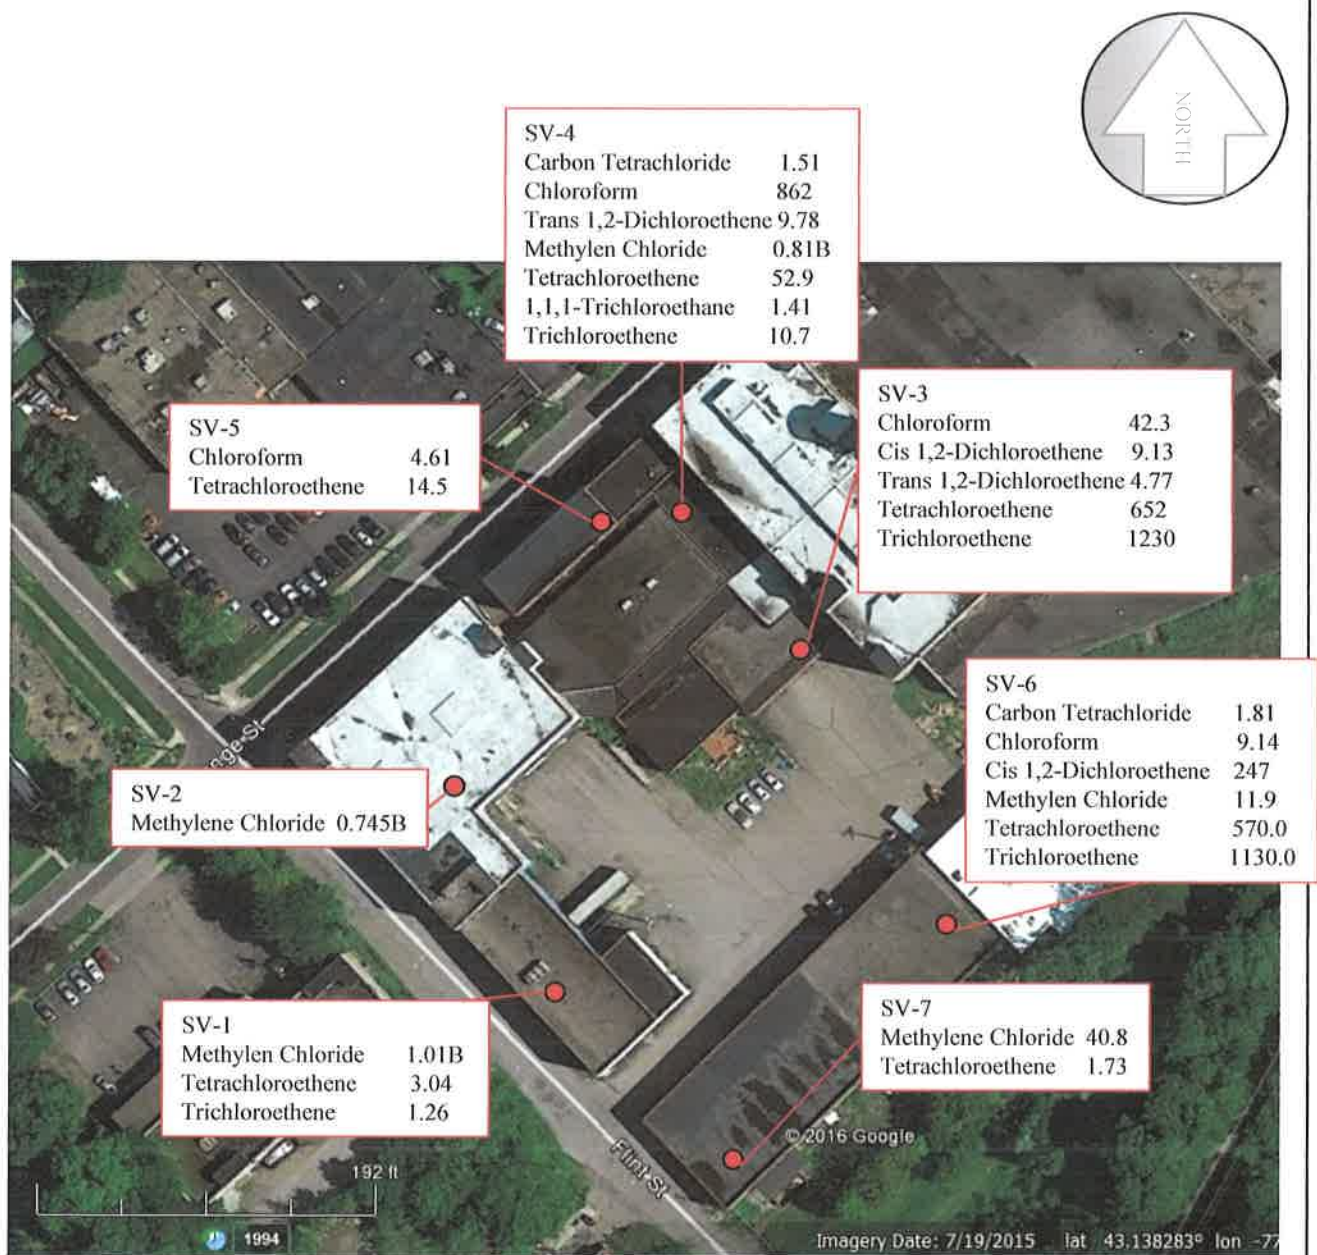 NORTH
SV-4
Carbon Tetrachloride 1.51
Chloroform 862
Trans 1,2-Dichloroethene 9.78
Methylen Chloride 0.81B
Tetrachloroethene 52.9
1,1,1-Trichloroethane 1.41
Trichloroethene 10.7
SV-3
Chloroform 42.3
Cis 1,2-Dichloroethene 9.13
Trans 1,2-Dichloroethene 4.77
Tetrachloroethene 652
Trichloroethene 1230
SV-5
Chloroform 4.61
Tetrachloroethene 14.5
SV-6
Carbon Tetrachloride 1.81
Chloroform 9.14
Cis 1,2-Dichloroethene 247
Methylen Chloride 11.9
Tetrachloroethene 570.0
Trichloroethene 1130.0
nge St
SV-2
Methylene Chloride 0.745B
SV-7
Methylene Chloride 40.8
Tetrachloroethene 1.73
SV-1
Methylen Chloride 1.01B
Tetrachloroethene 3.04
Trichloroethene 1.26
© 2016 Google
Flint St
192 ft
1994
Imagery Date: 7/19/2015 lat 43.138283° lon -77